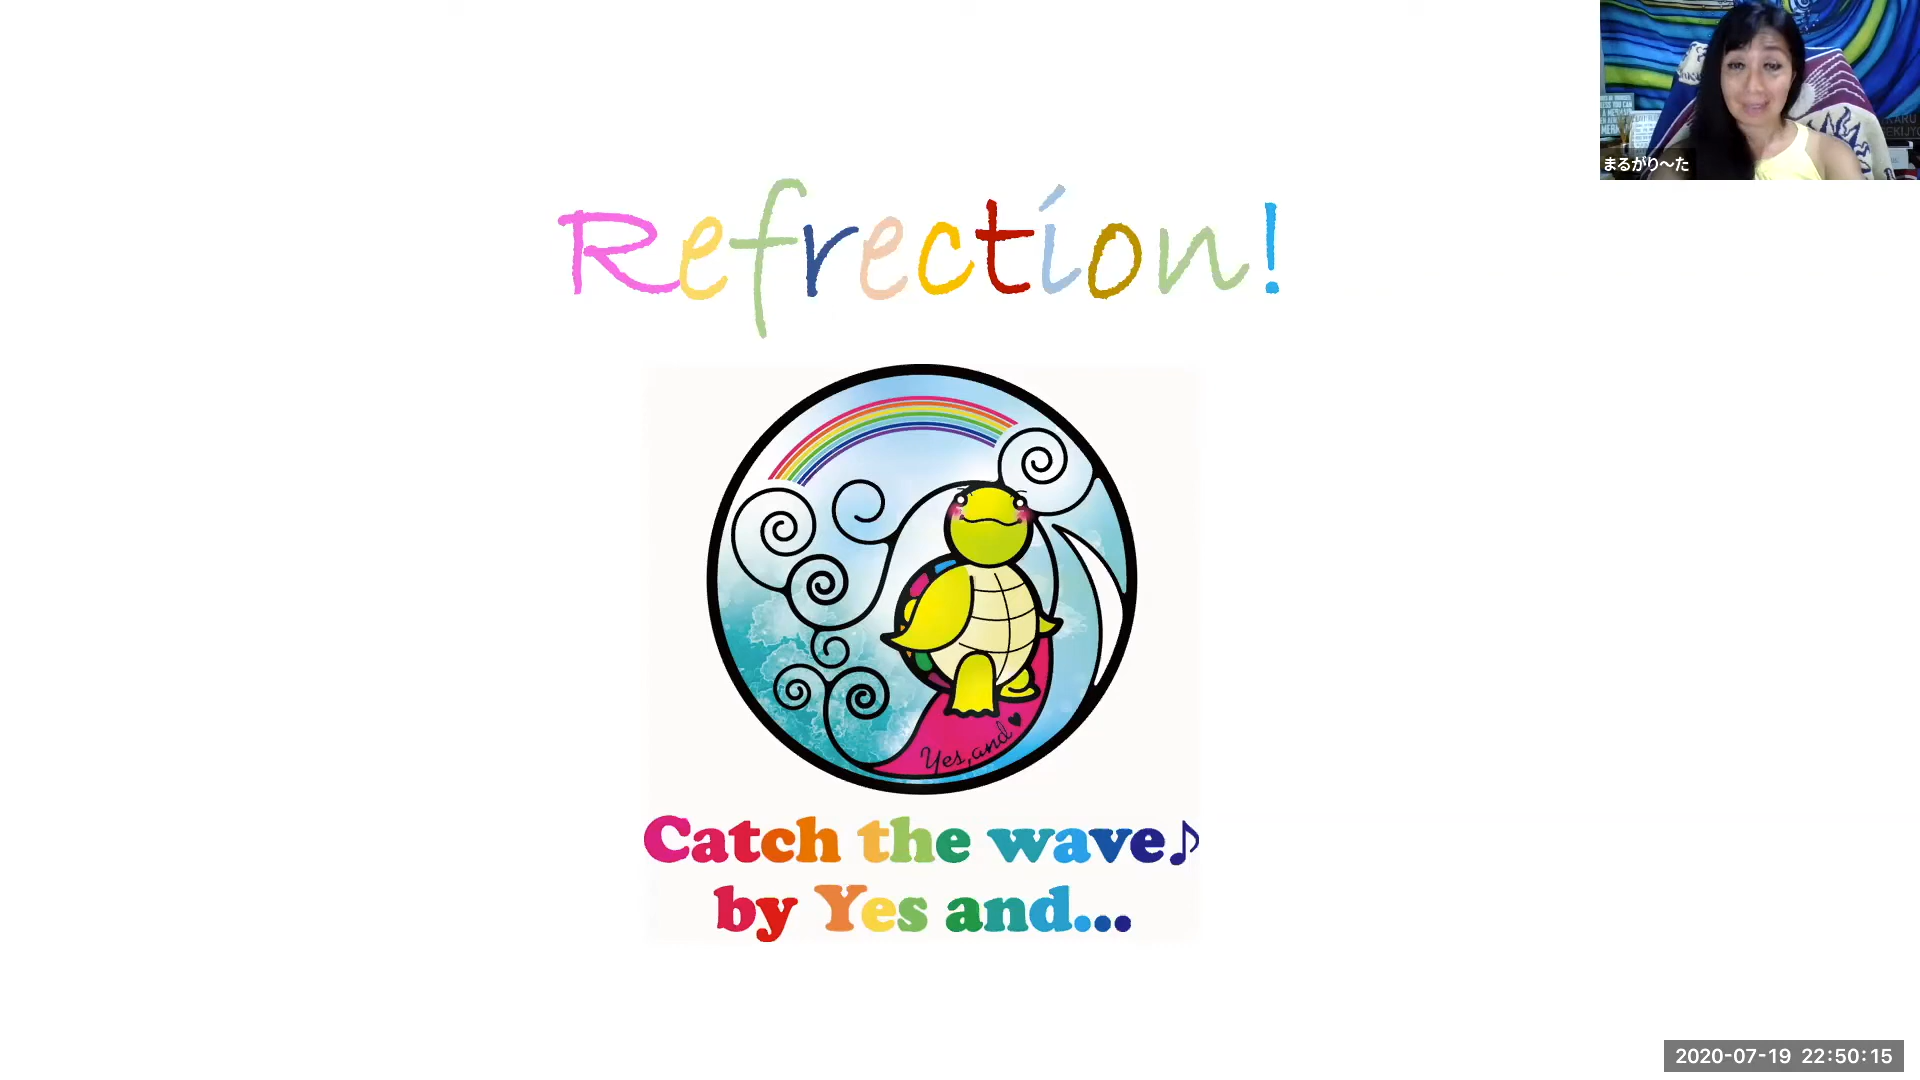 Refrection!
まるがり〜た
Yes, and ♥
Catch the wave♪
by Yes and...
2020-07-19 22:50:15